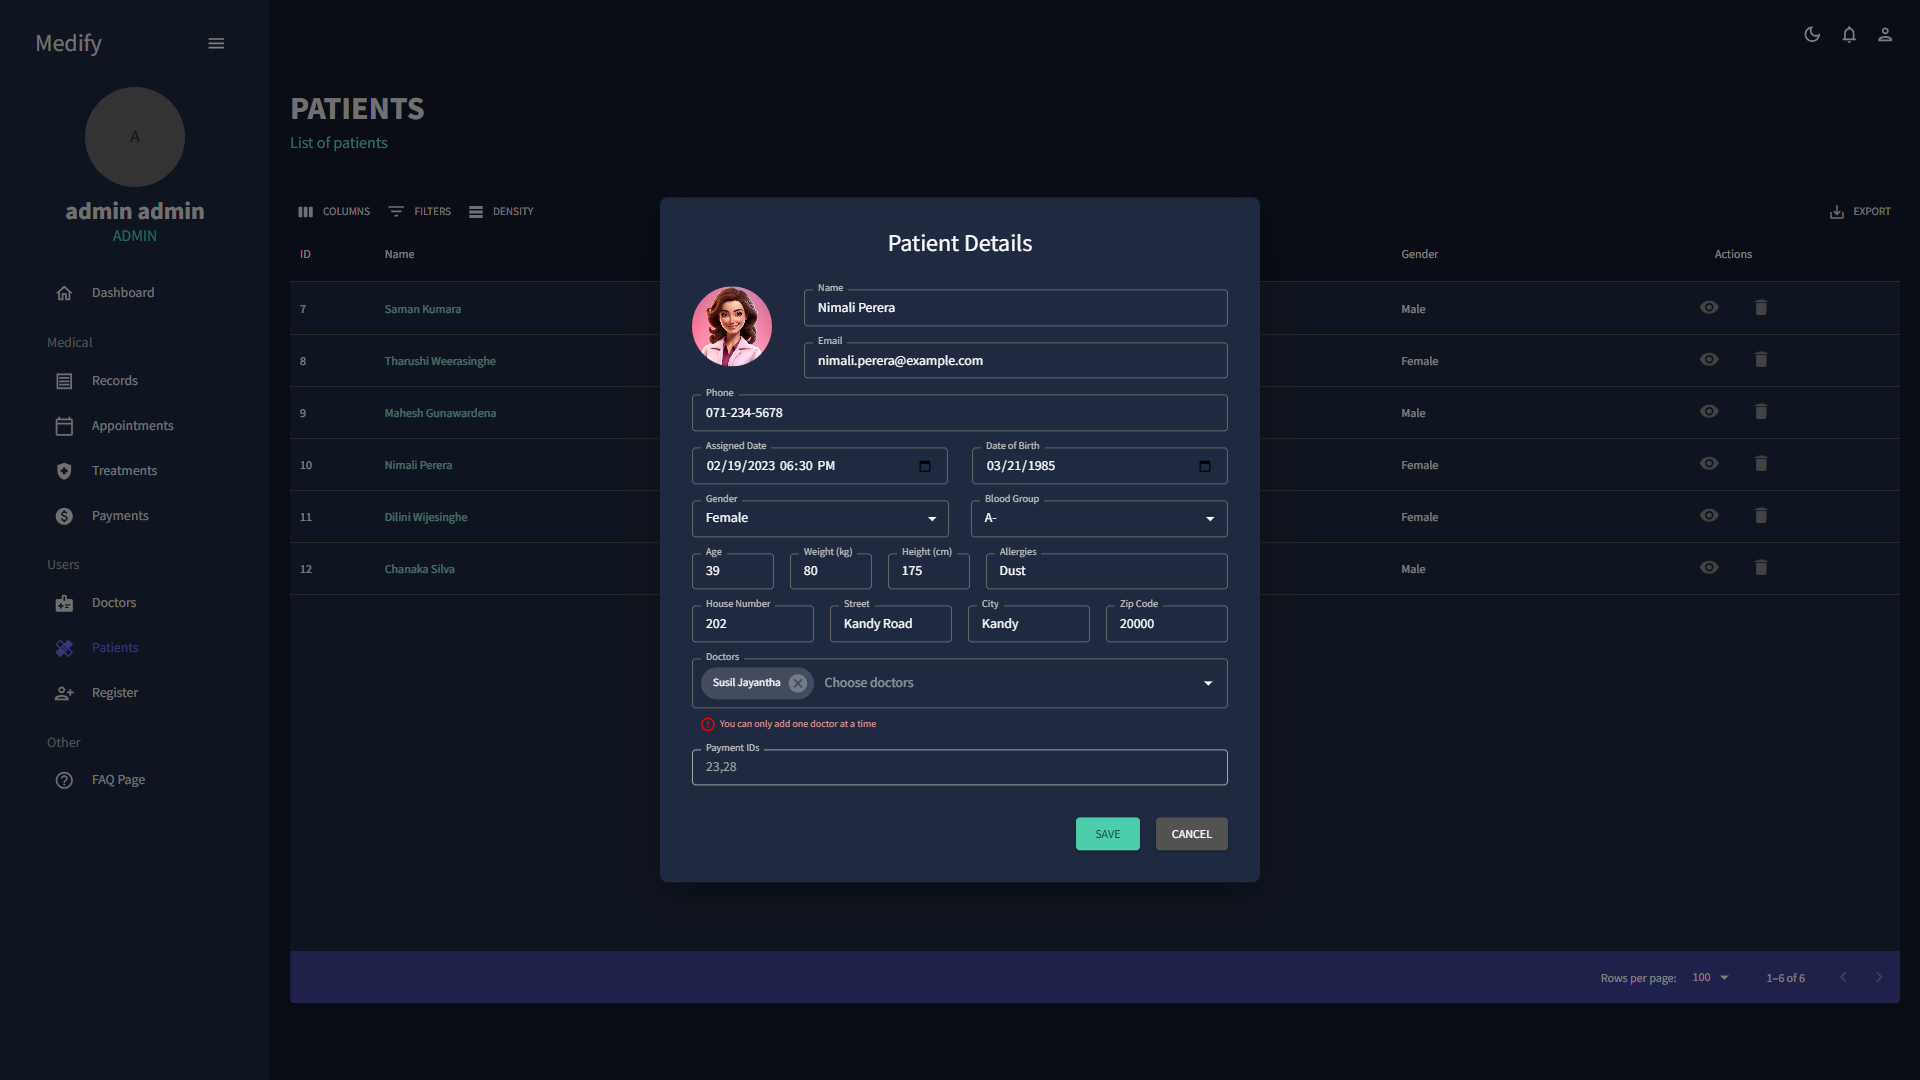 Medify
A
admin admin
ADMIN
Dashboard
Medical
Records
Appointments
Treatments
Payments
Users
Doctors
Patients
Register
Other
FAQ Page
PATIENTS
List of patients
COLUMNS FILTERS DENSITY EXPORT
ID Name Gender Actions
7 Saman Kumara Male
8 Tharushi Weerasinghe Female
9 Mahesh Gunawardena Male
10 Nimali Perera Female
11 Dilini Wijesinghe Female
12 Chanaka Silva Male
Patient Details
Name
Nimali Perera
Email
nimali.perera@example.com
Phone
071-234-5678
Assigned Date Date of Birth
02/19/2023 06:30 PM 03/21/1985
Gender Blood Group
Female A-
Age Weight (kg) Height (cm) Allergies
39 80 175 Dust
House Number Street City Zip Code
202 Kandy Road Kandy 20000
Doctors
Susil Jayantha Choose doctors
You can only add one doctor at a time
Payment IDs
23,28
SAVE CANCEL
Rows per page: 100 1–6 of 6